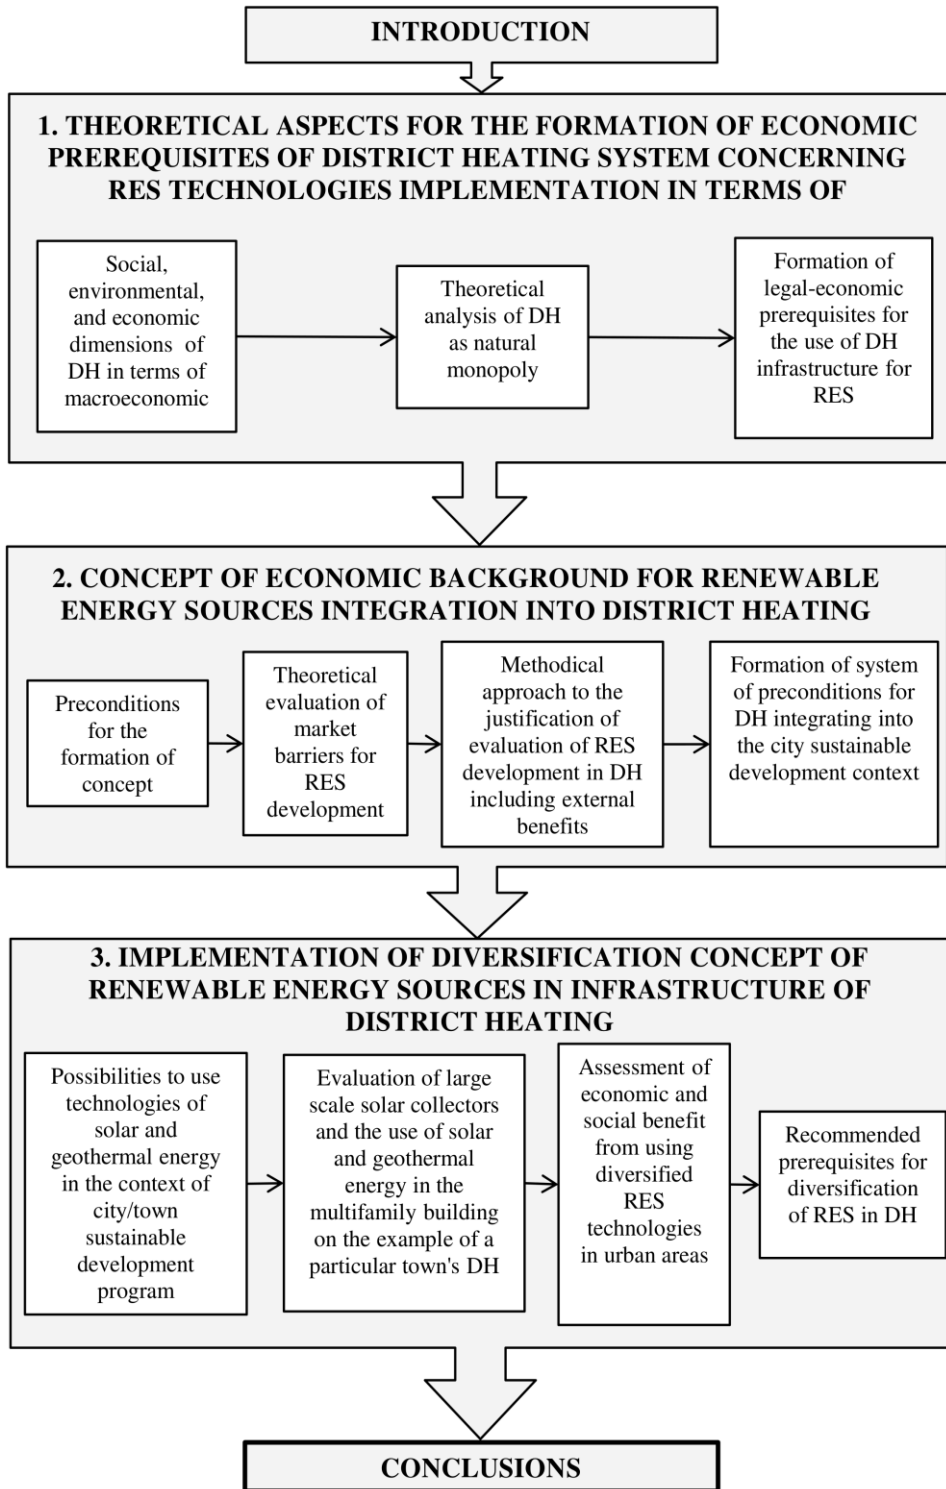 INTRODUCTION
1. THEORETICAL ASPECTS FOR THE FORMATION OF ECONOMIC
PREREQUISITES OF DISTRICT HEATING SYSTEM CONCERNING
RES TECHNOLOGIES IMPLEMENTATION IN TERMS OF
Social,
environmental,
and economic
dimensions of
DH in terms of
macroeconomic
Theoretical
analysis of DH
as natural
monopoly
Formation of
legal-economic
prerequisites for
the use of DH
infrastructure for
RES
2. CONCEPT OF ECONOMIC BACKGROUND FOR RENEWABLE
ENERGY SOURCES INTEGRATION INTO DISTRICT HEATING
Preconditions
for the
formation of
concept
Theoretical
evaluation of
market
barriers for
RES
development
Methodical
approach to the
justification of
evaluation of RES
development in DH
including external
benefits
Formation of system
of preconditions for
DH integrating into
the city sustainable
development context
3. IMPLEMENTATION OF DIVERSIFICATION CONCEPT OF
RENEWABLE ENERGY SOURCES IN INFRASTRUCTURE OF
DISTRICT HEATING
Possibilities to use
technologies of
solar and
geothermal energy
in the context of
city/town
sustainable
development
program
Evaluation of large
scale solar collectors
and the use of solar
and geothermal
energy in the
multifamily building
on the example of a
particular town's DH
Assessment of
economic and
social benefit
from using
diversified
RES
technologies
in urban areas
Recommended
prerequisites for
diversification
of RES in DH
CONCLUSIONS